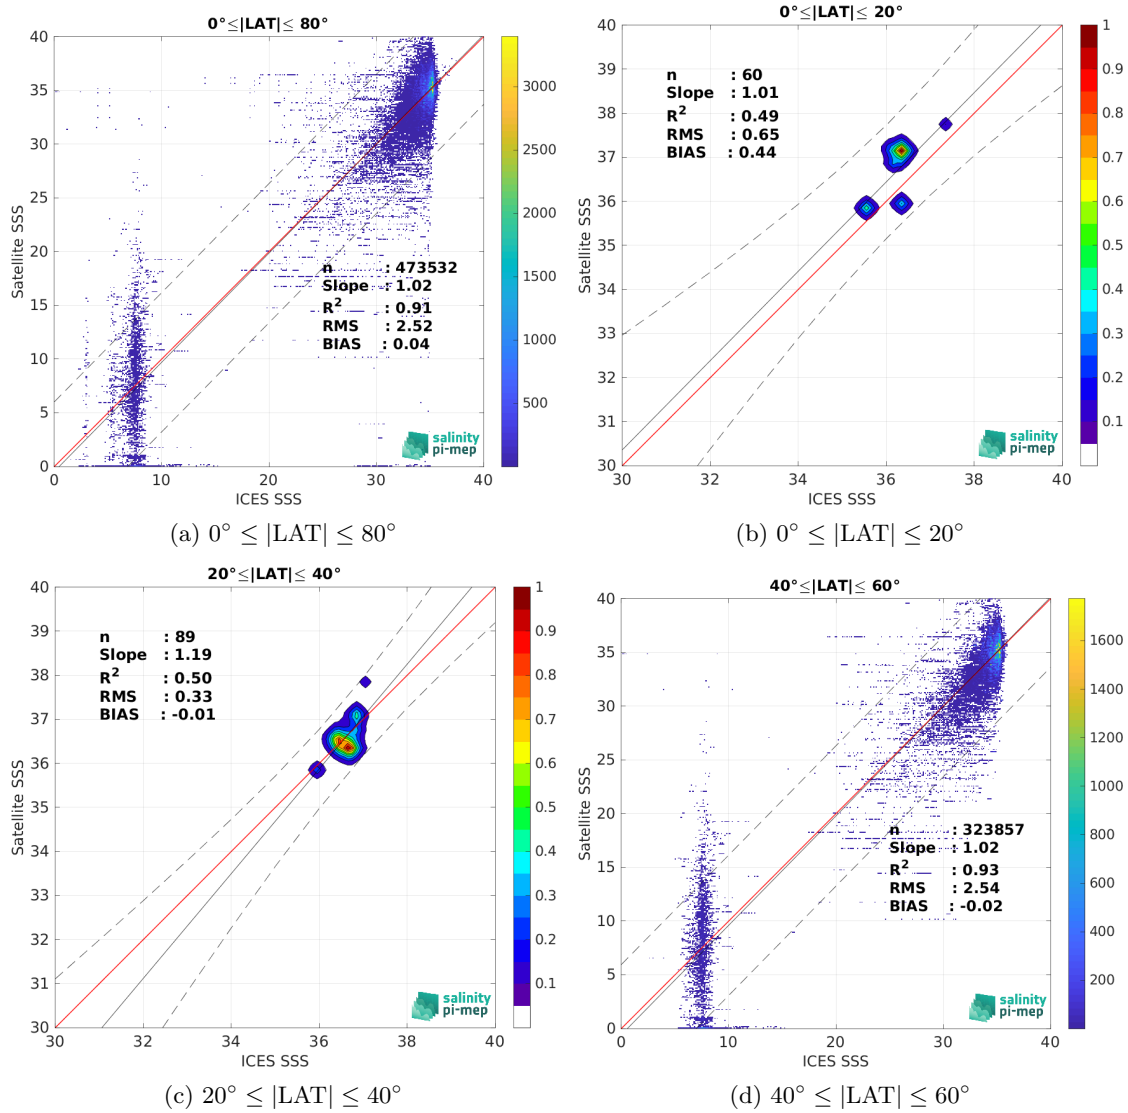 0°≤|LAT|≤ 80°
Satellite SSS
40
35
30
25
20
15
10
5
0
0
10
20
30
40
ICES SSS
n : 473532
Slope : 1.02
R² : 0.91
RMS : 2.52
BIAS : 0.04
salinity
pi-mep
3000
2500
2000
1500
1000
500
(a) 0° ≤ |LAT| ≤ 80°
0°≤|LAT|≤ 20°
Satellite SSS
40
39
38
37
36
35
34
33
32
31
30
30
32
34
36
38
40
ICES SSS
n : 60
Slope : 1.01
R² : 0.49
RMS : 0.65
BIAS : 0.44
salinity
pi-mep
1
0.9
0.8
0.7
0.6
0.5
0.4
0.3
0.2
0.1
(b) 0° ≤ |LAT| ≤ 20°
20°≤|LAT|≤ 40°
Satellite SSS
40
39
38
37
36
35
34
33
32
31
30
30
32
34
36
38
40
ICES SSS
n : 89
Slope : 1.19
R² : 0.50
RMS : 0.33
BIAS : -0.01
salinity
pi-mep
1
0.9
0.8
0.7
0.6
0.5
0.4
0.3
0.2
0.1
(c) 20° ≤ |LAT| ≤ 40°
40°≤|LAT|≤ 60°
Satellite SSS
40
35
30
25
20
15
10
5
0
0
10
20
30
40
ICES SSS
n : 323857
Slope : 1.02
R² : 0.93
RMS : 2.54
BIAS : -0.02
salinity
pi-mep
1600
1400
1200
1000
800
600
400
200
(d) 40° ≤ |LAT| ≤ 60°